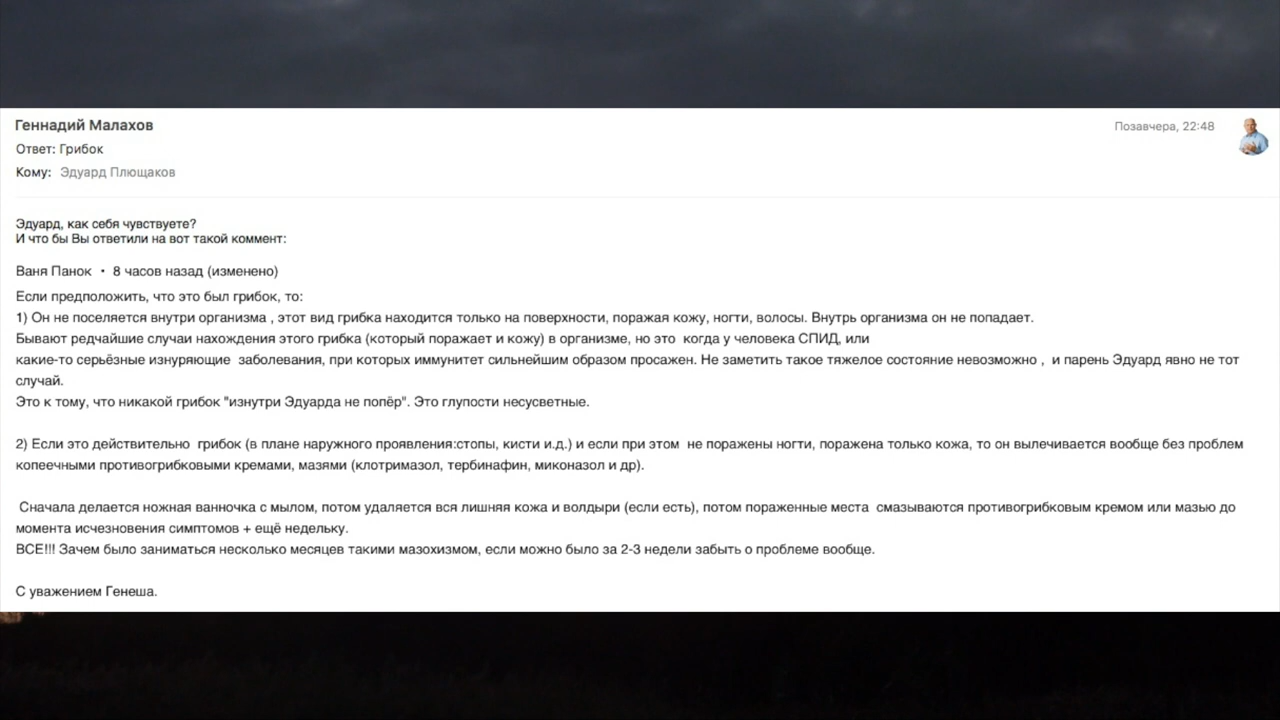 Геннадий Малахов
Позавчера, 22:48
Ответ: Грибок
Кому: Эдуард Плющаков
Эдуард, как себя чувствуете?
И что бы Вы ответили на вот такой коммент:
Ваня Панок • 8 часов назад (изменено)
Если предположить, что это был грибок, то:
1) Он не поселяется внутри организма , этот вид грибка находится только на поверхности, поражая кожу, ногти, волосы. Внутрь организма он не попадает.
Бывают редчайшие случаи нахождения этого грибка (который поражает и кожу) в организме, но это когда у человека СПИД, или
какие-то серьёзные изнуряющие заболевания, при которых иммунитет сильнейшим образом просажен. Не заметить такое тяжелое состояние невозможно , и парень Эдуард явно не тот
случай.
Это к тому, что никакой грибок "изнутри Эдуарда не попёр". Это глупости несусветные.
2) Если это действительно грибок (в плане наружного проявления:стопы, кисти и.д.) и если при этом не поражены ногти, поражена только кожа, то он вылечивается вообще без проблем
копеечными противогрибковыми кремами, мазями (клотримазол, тербинафин, миконазол и др).
Сначала делается ножная ванночка с мылом, потом удаляется вся лишняя кожа и волдыри (если есть), потом пораженные места смазываются противогрибковым кремом или мазью до
момента исчезновения симптомов + ещё недельку.
ВСЕ!!! Зачем было заниматься несколько месяцев такими мазохизмом, если можно было за 2-3 недели забыть о проблеме вообще.
С уважением Генеша.